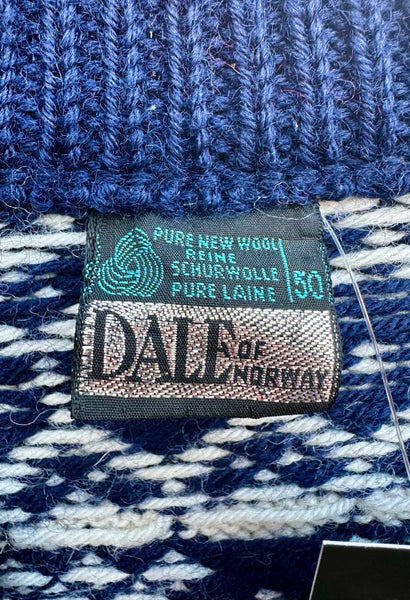 PURE NEW WOOL
REINE
SCHURWOLLE
PURE LAINE
50
DALE OF
NORWAY